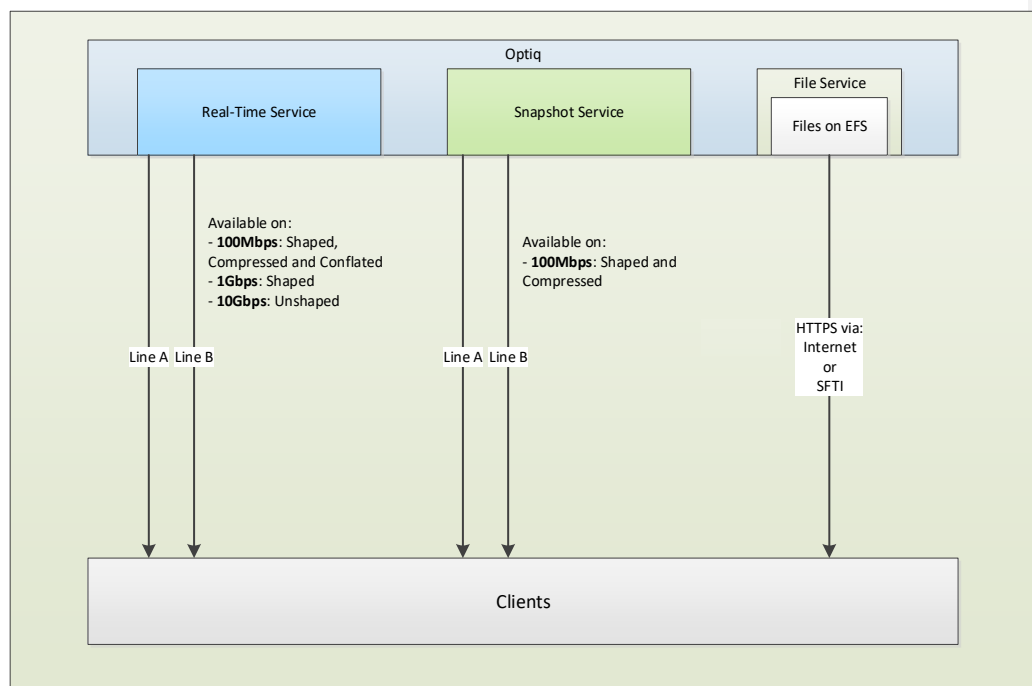 Optiq
Real-Time Service
Snapshot Service
File Service
Files on EFS
Available on:
- 100Mbps: Shaped,
Compressed and Conflated
- 1Gbps: Shaped
- 10Gbps: Unshaped
Available on:
- 100Mbps: Shaped and
Compressed
Line A
Line B
Line A
Line B
HTTPS via:
Internet
or
SFTI
Clients